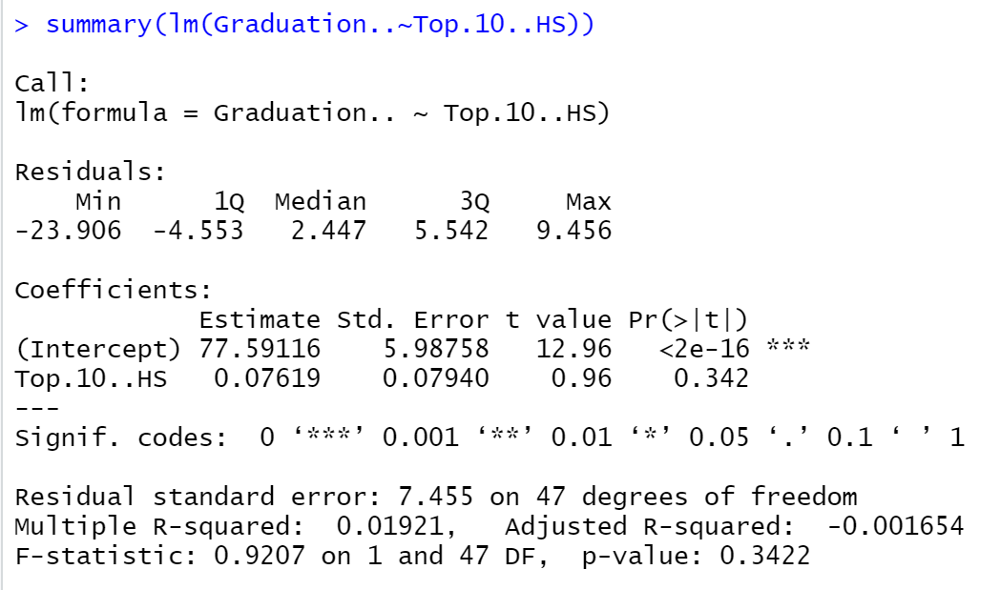 > summary(lm(Graduation..~Top.10..HS))
Call:
lm(formula = Graduation.. ~ Top.10..HS)
Residuals:
    Min      1Q  Median      3Q     Max
-23.906  -4.553   2.447   5.542   9.456
Coefficients:
            Estimate Std. Error t value Pr(>|t|)
(Intercept) 77.59116    5.98758   12.96   <2e-16 ***
Top.10..HS   0.07619    0.07940    0.96    0.342
---
Signif. codes:  0 ‘***’ 0.001 ‘**’ 0.01 ‘*’ 0.05 ‘.’ 0.1 ‘ ’ 1
Residual standard error: 7.455 on 47 degrees of freedom
Multiple R-squared:  0.01921,   Adjusted R-squared:  -0.001654
F-statistic: 0.9207 on 1 and 47 DF,  p-value: 0.3422